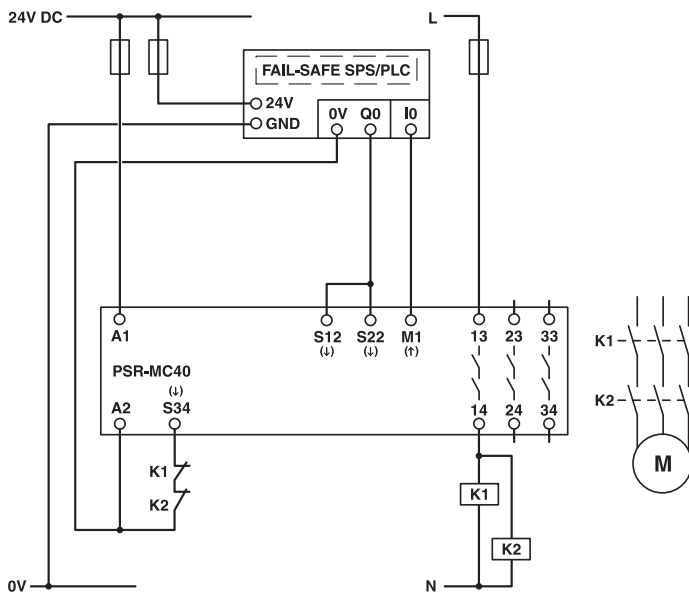 24V DC
L
FAIL-SAFE SPS/PLC
24V
GND
0V Q0 I0
A1 S12 S22 M1 13 23 33
(↓) (↓) (↑)
PSR-MC40
(↓)
A2 S34 14 24 34
K1
K2
K1
K2
K1
K2
M
0V
N